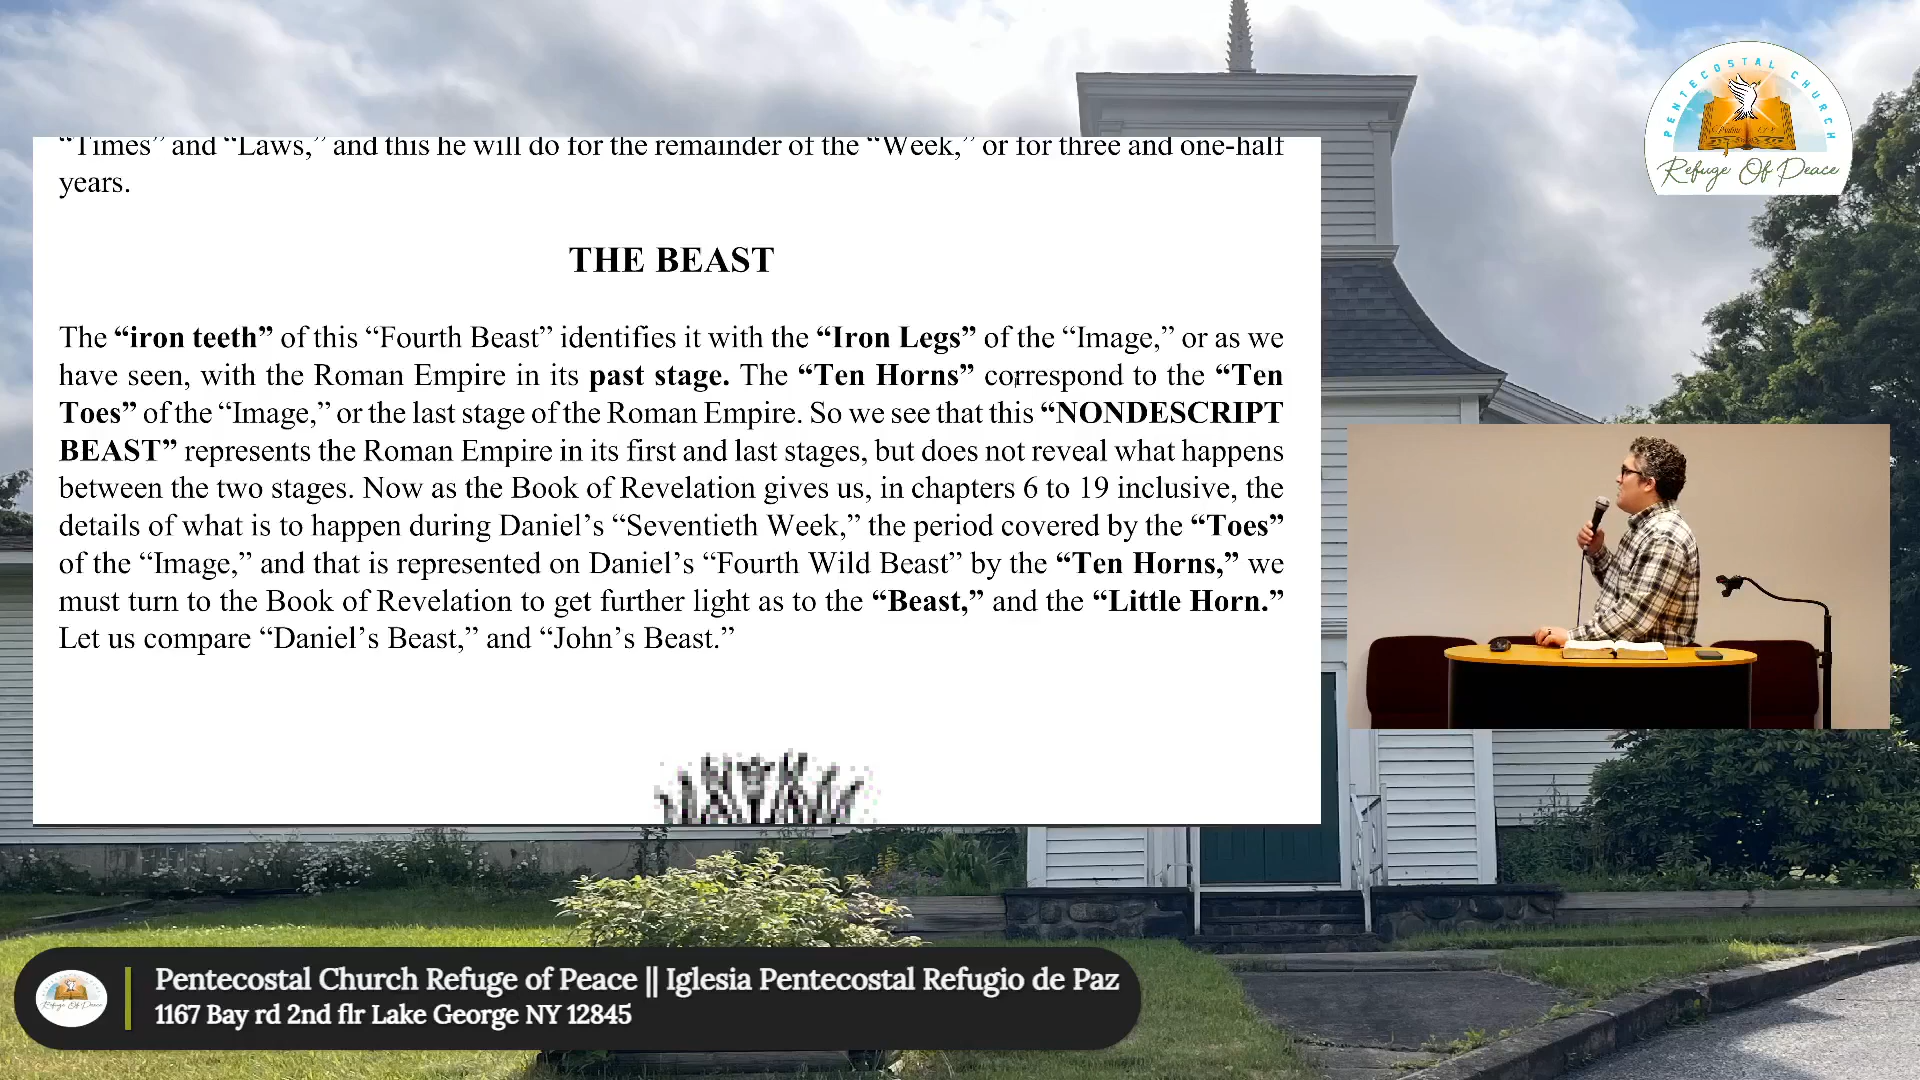 “Times” and “Laws,” and this he will do for the remainder of the “Week,” or for three and one-half
years.
THE BEAST
The “iron teeth” of this “Fourth Beast” identifies it with the “Iron Legs” of the “Image,” or as we
have seen, with the Roman Empire in its past stage. The “Ten Horns” correspond to the “Ten
Toes” of the “Image,” or the last stage of the Roman Empire. So we see that this “NONDESCRIPT
BEAST” represents the Roman Empire in its first and last stages, but does not reveal what happens
between the two stages. Now as the Book of Revelation gives us, in chapters 6 to 19 inclusive, the
details of what is to happen during Daniel’s “Seventieth Week,” the period covered by the “Toes”
of the “Image,” and that is represented on Daniel’s “Fourth Wild Beast” by the “Ten Horns,” we
must turn to the Book of Revelation to get further light as to the “Beast,” and the “Little Horn.”
Let us compare “Daniel’s Beast,” and “John’s Beast.”
PENTECOSTAL CHURCH
Refuge Of Peace
Pentecostal Church Refuge of Peace || Iglesia Pentecostal Refugio de Paz
1167 Bay rd 2nd flr Lake George NY 12845